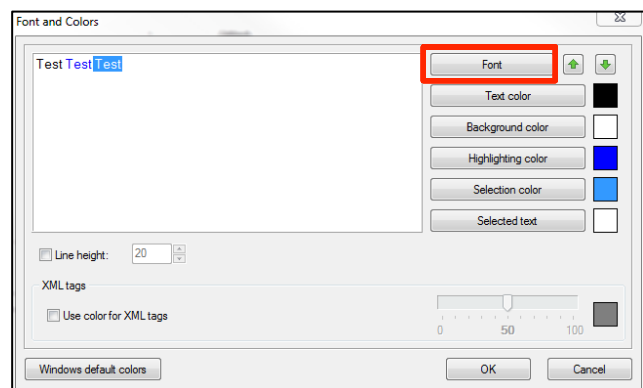 Font and Colors
Test Test Test
Font
Text color
Background color
Highlighting color
Selection color
Selected text
Line height: 20
XML tags
Use color for XML tags
0 50 100
Windows default colors
OK
Cancel